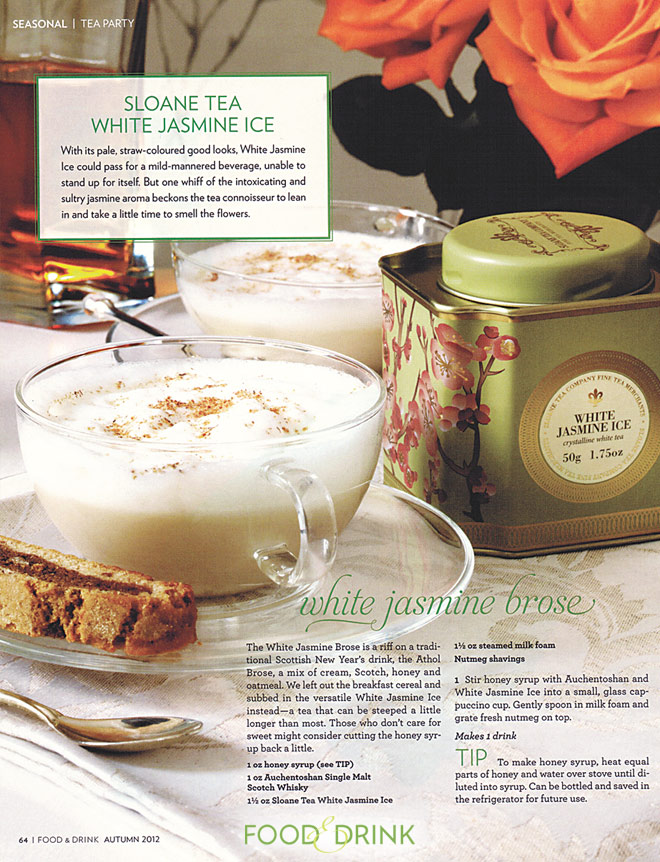 SEASONAL | TEA PARTY
SLOANE TEA
WHITE JASMINE ICE
With its pale, straw-coloured good looks, White Jasmine
Ice could pass for a mild-mannered beverage, unable to
stand up for itself. But one whiff of the intoxicating and
sultry jasmine aroma beckons the tea connoisseur to lean
in and take a little time to smell the flowers.
WHITE
JASMINE ICE
crystalline white tea
50g 1.75oz
white jasmine brose
The White Jasmine Brose is a riff on a tradi-
tional Scottish New Year's drink, the Athol
Brose, a mix of cream, Scotch, honey and
oatmeal. We left out the breakfast cereal and
subbed in the versatile White Jasmine Ice
instead—a tea that can be steeped a little
longer than most. Those who don't care for
sweet might consider cutting the honey syr-
up back a little.
1 oz honey syrup (see TIP)
1 oz Auchentoshan Single Malt
Scotch Whisky
1½ oz Sloane Tea White Jasmine Ice
1½ oz steamed milk foam
Nutmeg shavings
1 Stir honey syrup with Auchentoshan and
White Jasmine Ice into a small, glass cap-
puccino cup. Gently spoon in milk foam and
grate fresh nutmeg on top.
Makes 1 drink
TIP To make honey syrup, heat equal
parts of honey and water over stove until di-
luted into syrup. Can be bottled and saved in
the refrigerator for future use.
64 | FOOD & DRINK AUTUMN 2012
FOOD & DRINK